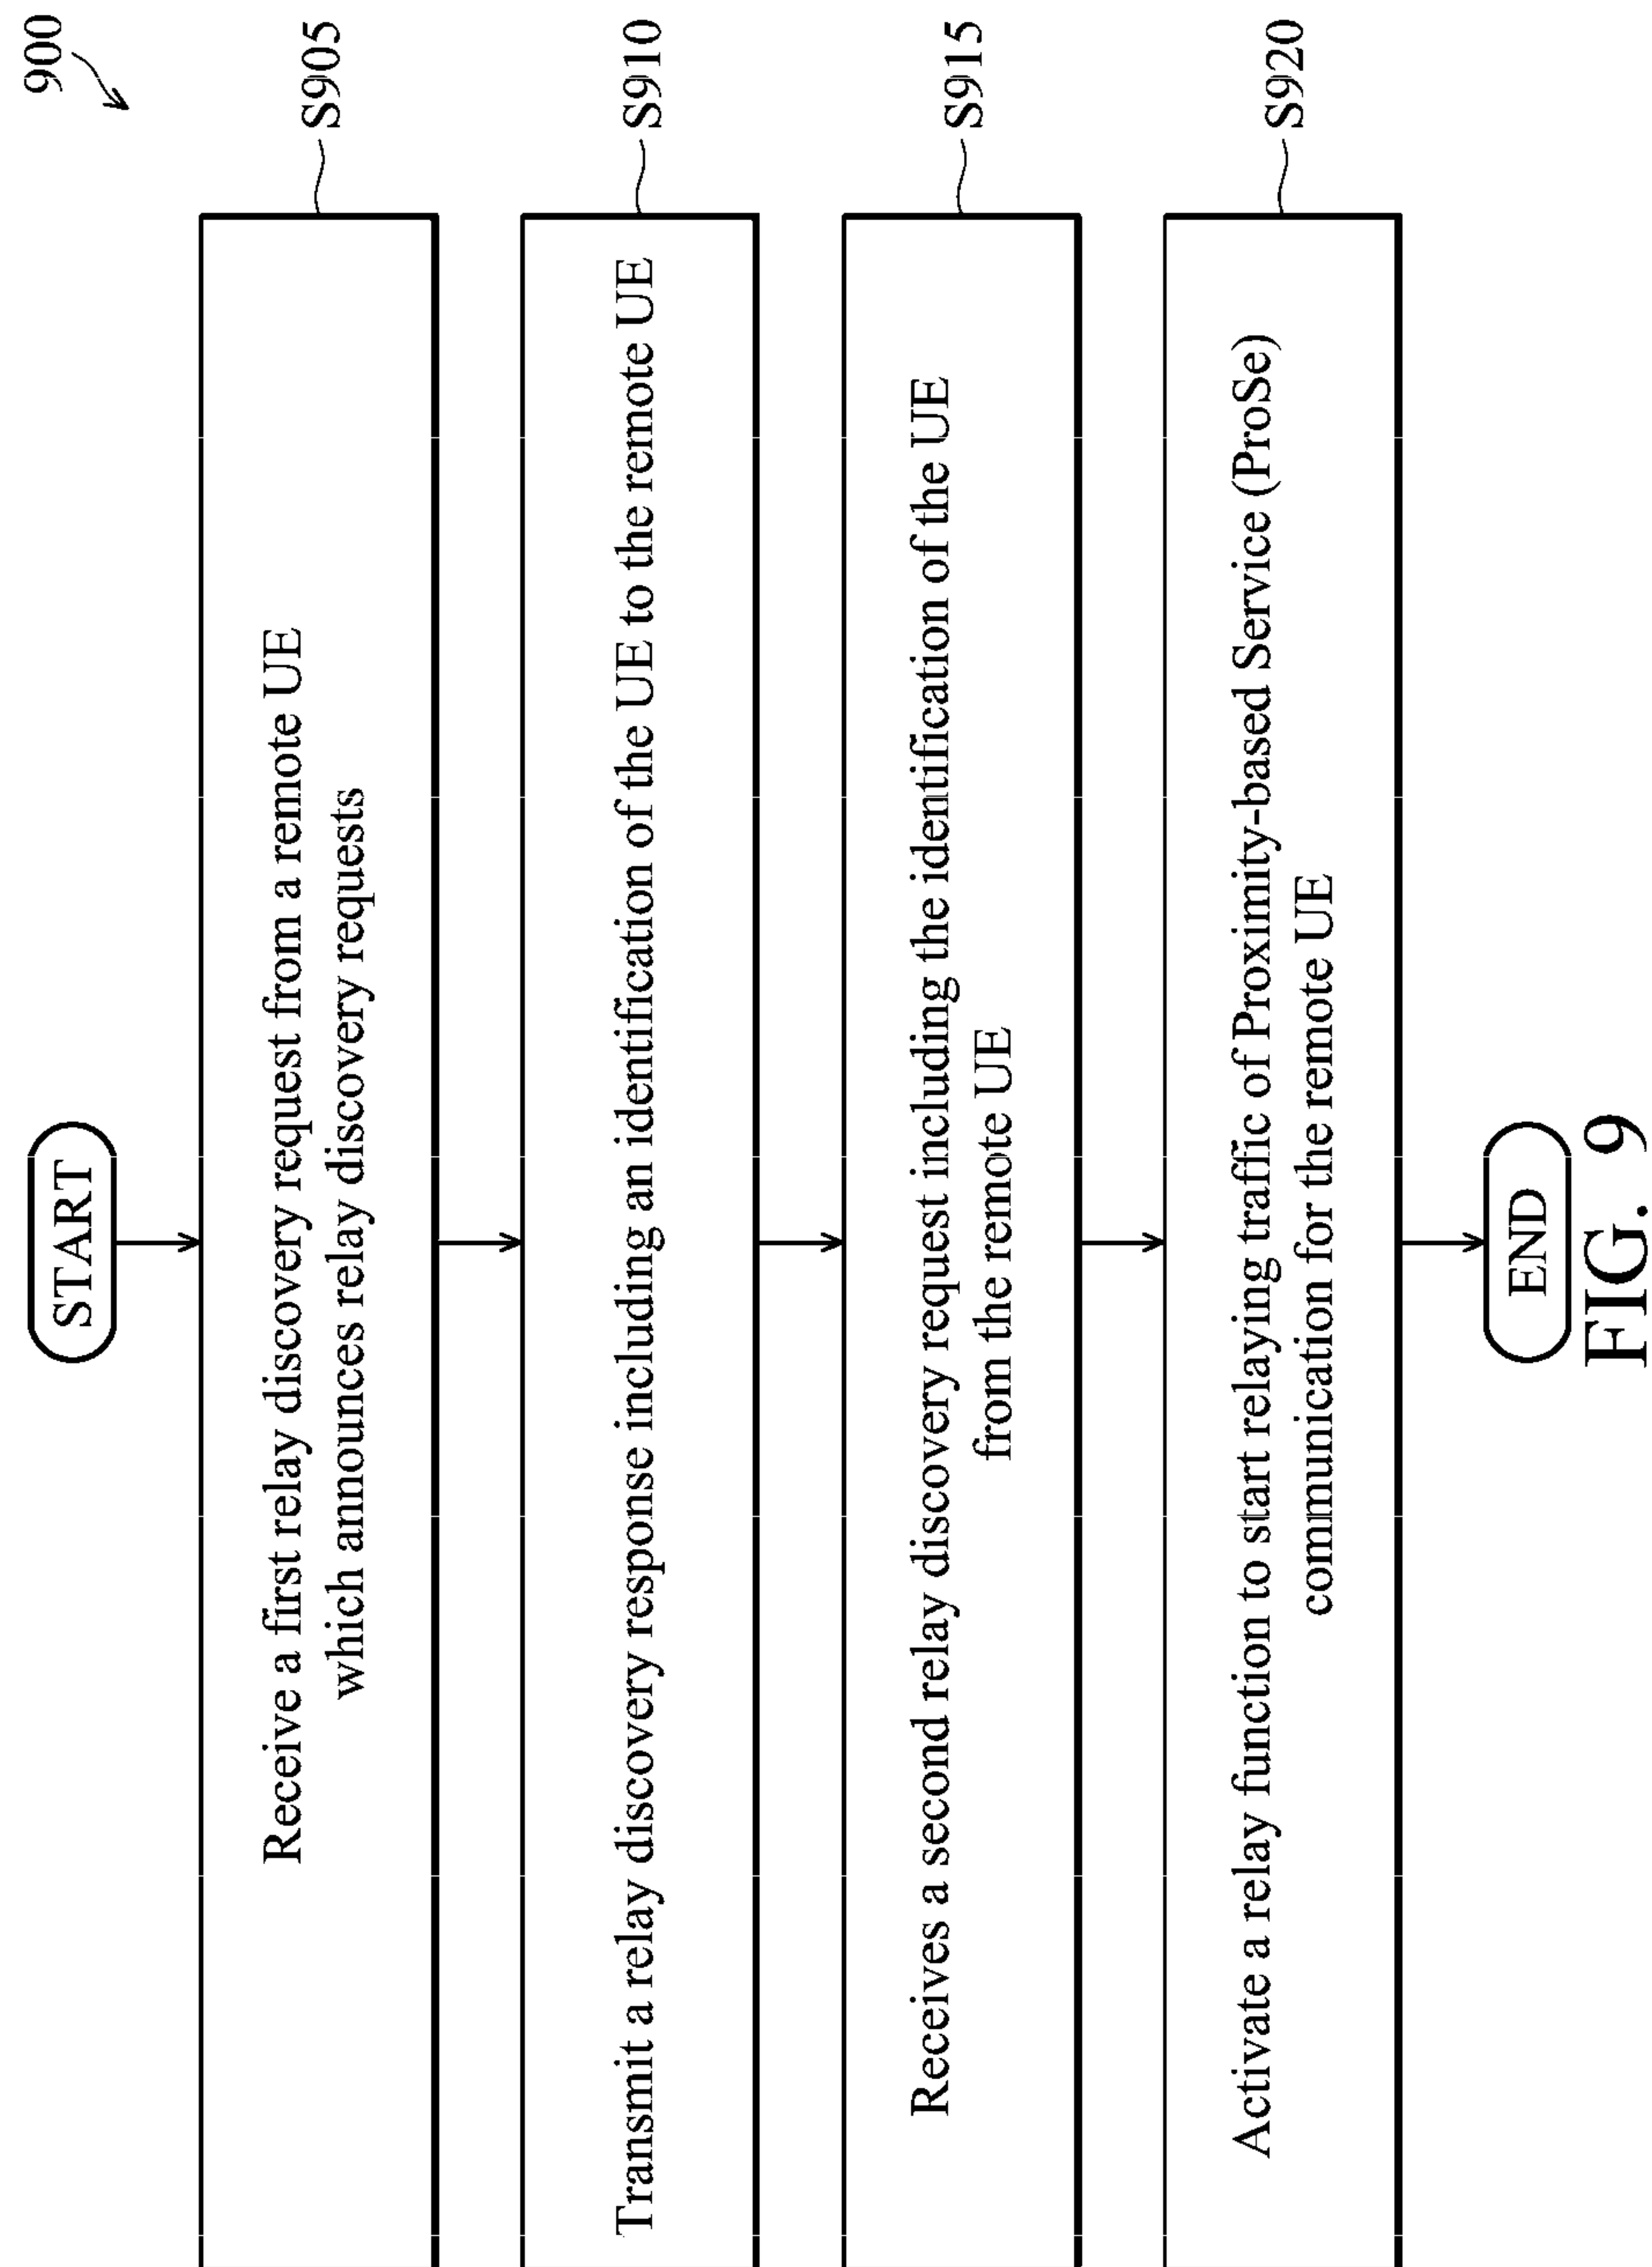 900
START
Receive a first relay discovery request from a remote UE
which announces relay discovery requests
S905
Transmit a relay discovery response including an identification of the UE to the remote UE
S910
Receives a second relay discovery request including the identification of the UE
from the remote UE
S915
Activate a relay function to start relaying traffic of Proximity-based Service (ProSe)
communication for the remote UE
S920
END
FIG. 9